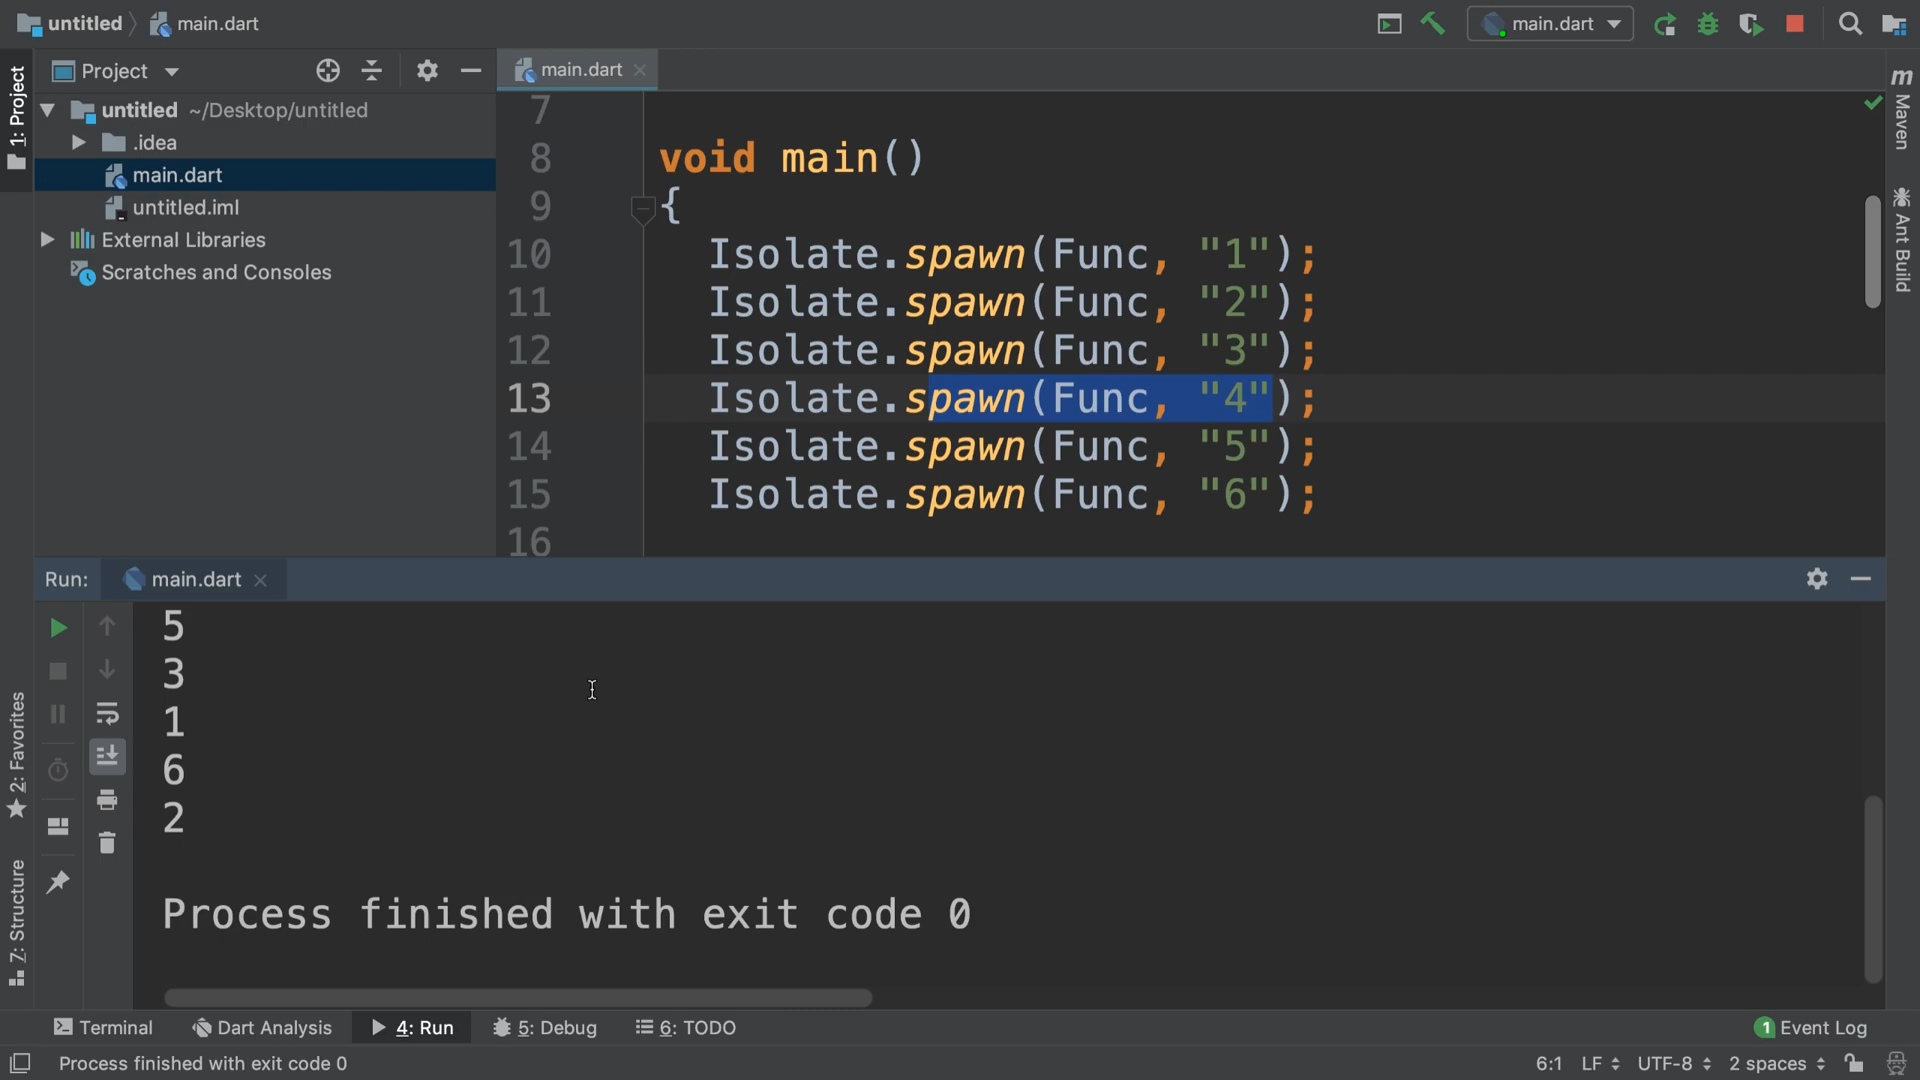 untitled main.dart main.dart
1: Project
Project
main.dart
untitled ~/Desktop/untitled
.idea
main.dart
untitled.iml
External Libraries
Scratches and Consoles
7
8 void main()
9 {
10 Isolate.spawn(Func, "1");
11 Isolate.spawn(Func, "2");
12 Isolate.spawn(Func, "3");
13 Isolate.spawn(Func, "4");
14 Isolate.spawn(Func, "5");
15 Isolate.spawn(Func, "6");
16
m Maven
Ant Build
Run: main.dart
5
3
1
6
2
Process finished with exit code 0
2: Favorites
7: Structure
Terminal Dart Analysis 4: Run 5: Debug 6: TODO 1 Event Log
Process finished with exit code 0 6:1 LF UTF-8 2 spaces